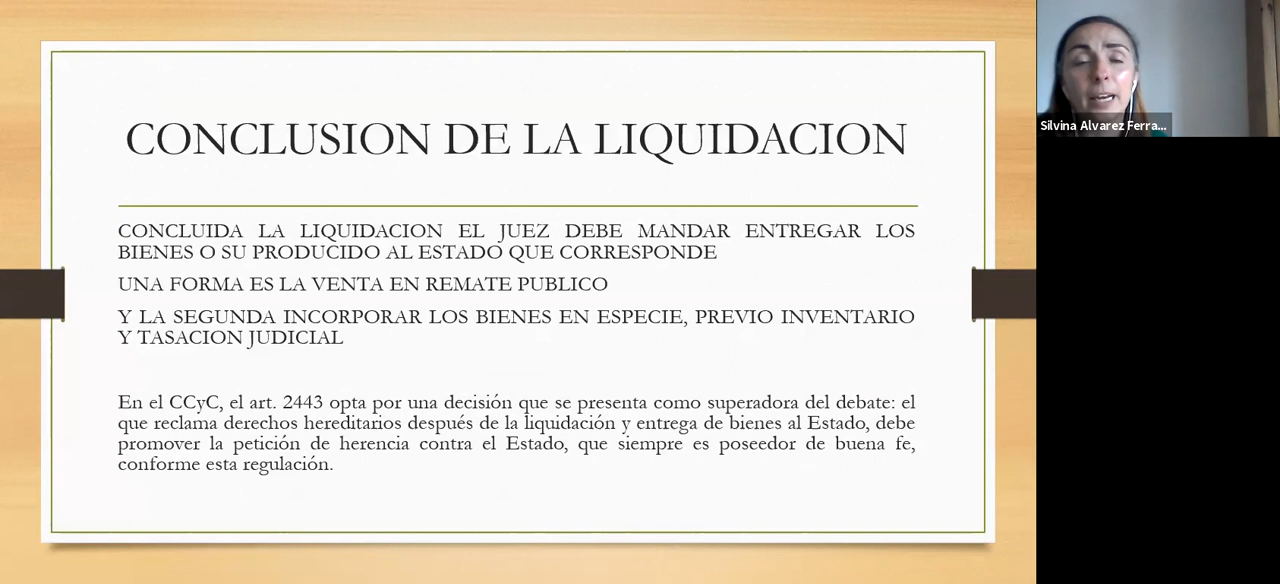 CONCLUSION DE LA LIQUIDACION
CONCLUIDA LA LIQUIDACION EL JUEZ DEBE MANDAR ENTREGAR LOS
BIENES O SU PRODUCIDO AL ESTADO QUE CORRESPONDE
UNA FORMA ES LA VENTA EN REMATE PUBLICO
Y LA SEGUNDA INCORPORAR LOS BIENES EN ESPECIE, PREVIO INVENTARIO
Y TASACION JUDICIAL
En el CCyC, el art. 2443 opta por una decisión que se presenta como superadora del debate: el
que reclama derechos hereditarios después de la liquidación y entrega de bienes al Estado, debe
promover la petición de herencia contra el Estado, que siempre es poseedor de buena fe,
conforme esta regulación.
Silvina Alvarez Ferra...